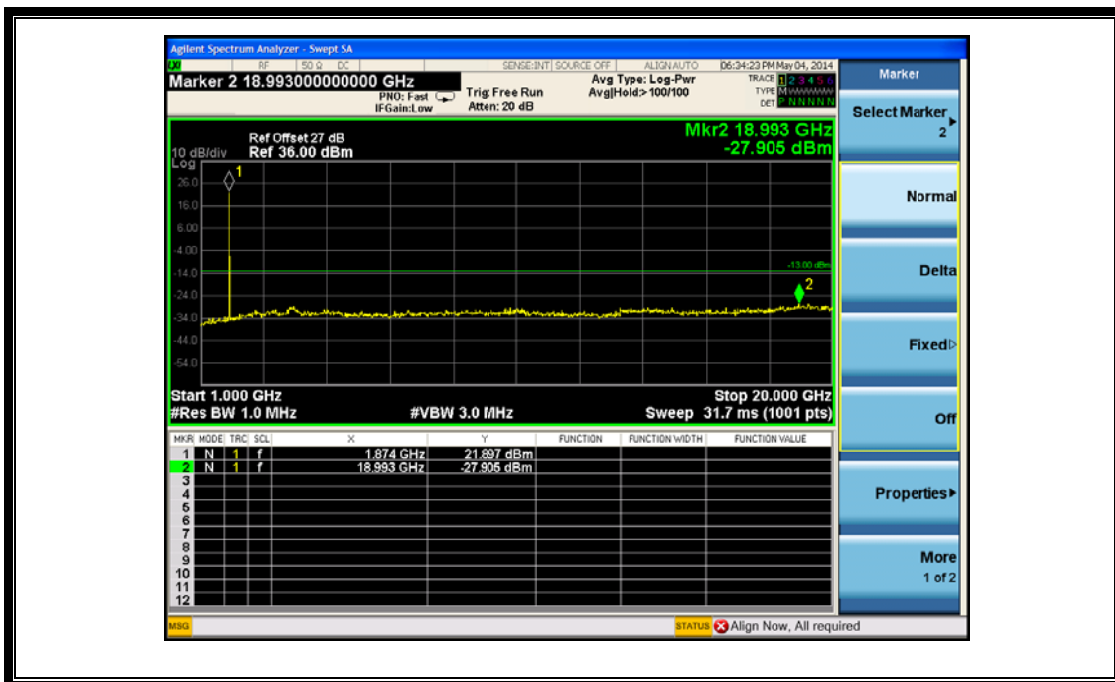 Agilent Spectrum Analyzer - Swept SA
LXI RF 50 Ω DC SENSE:INT SOURCE OFF ALIGNAUTO 06:34:23 PM May 04, 2014
Marker 2 18.993000000000 GHz
PNO: Fast
IFGain:Low
Trig: Free Run
Atten: 20 dB
Avg Type: Log-Pwr
Avg|Hold:>100/100
TRACE 1 2 3 4 5 6
TYPE M WWWWW
DET P N N N N N
Ref Offset 27 dB
10 dB/div Ref 36.00 dBm
Log
Mkr2 18.993 GHz
-27.905 dBm
26.0
16.0
6.00
-4.00
-14.0
-24.0
-34.0
-44.0
-54.0
1
-13.00 dBm
2
Start 1.000 GHz Stop 20.000 GHz
#Res BW 1.0 MHz #VBW 3.0 MHz Sweep 31.7 ms (1001 pts)
MKR MODE TRC SCL X Y FUNCTION FUNCTION WIDTH FUNCTION VALUE
1 N 1 f 1.874 GHz 21.897 dBm
2 N 1 f 18.993 GHz -27.905 dBm
3
4
5
6
7
8
9
10
11
12
MSG STATUS Align Now, All required
Marker
Select Marker
2
Normal
Delta
Fixed
Off
Properties
More
1 of 2